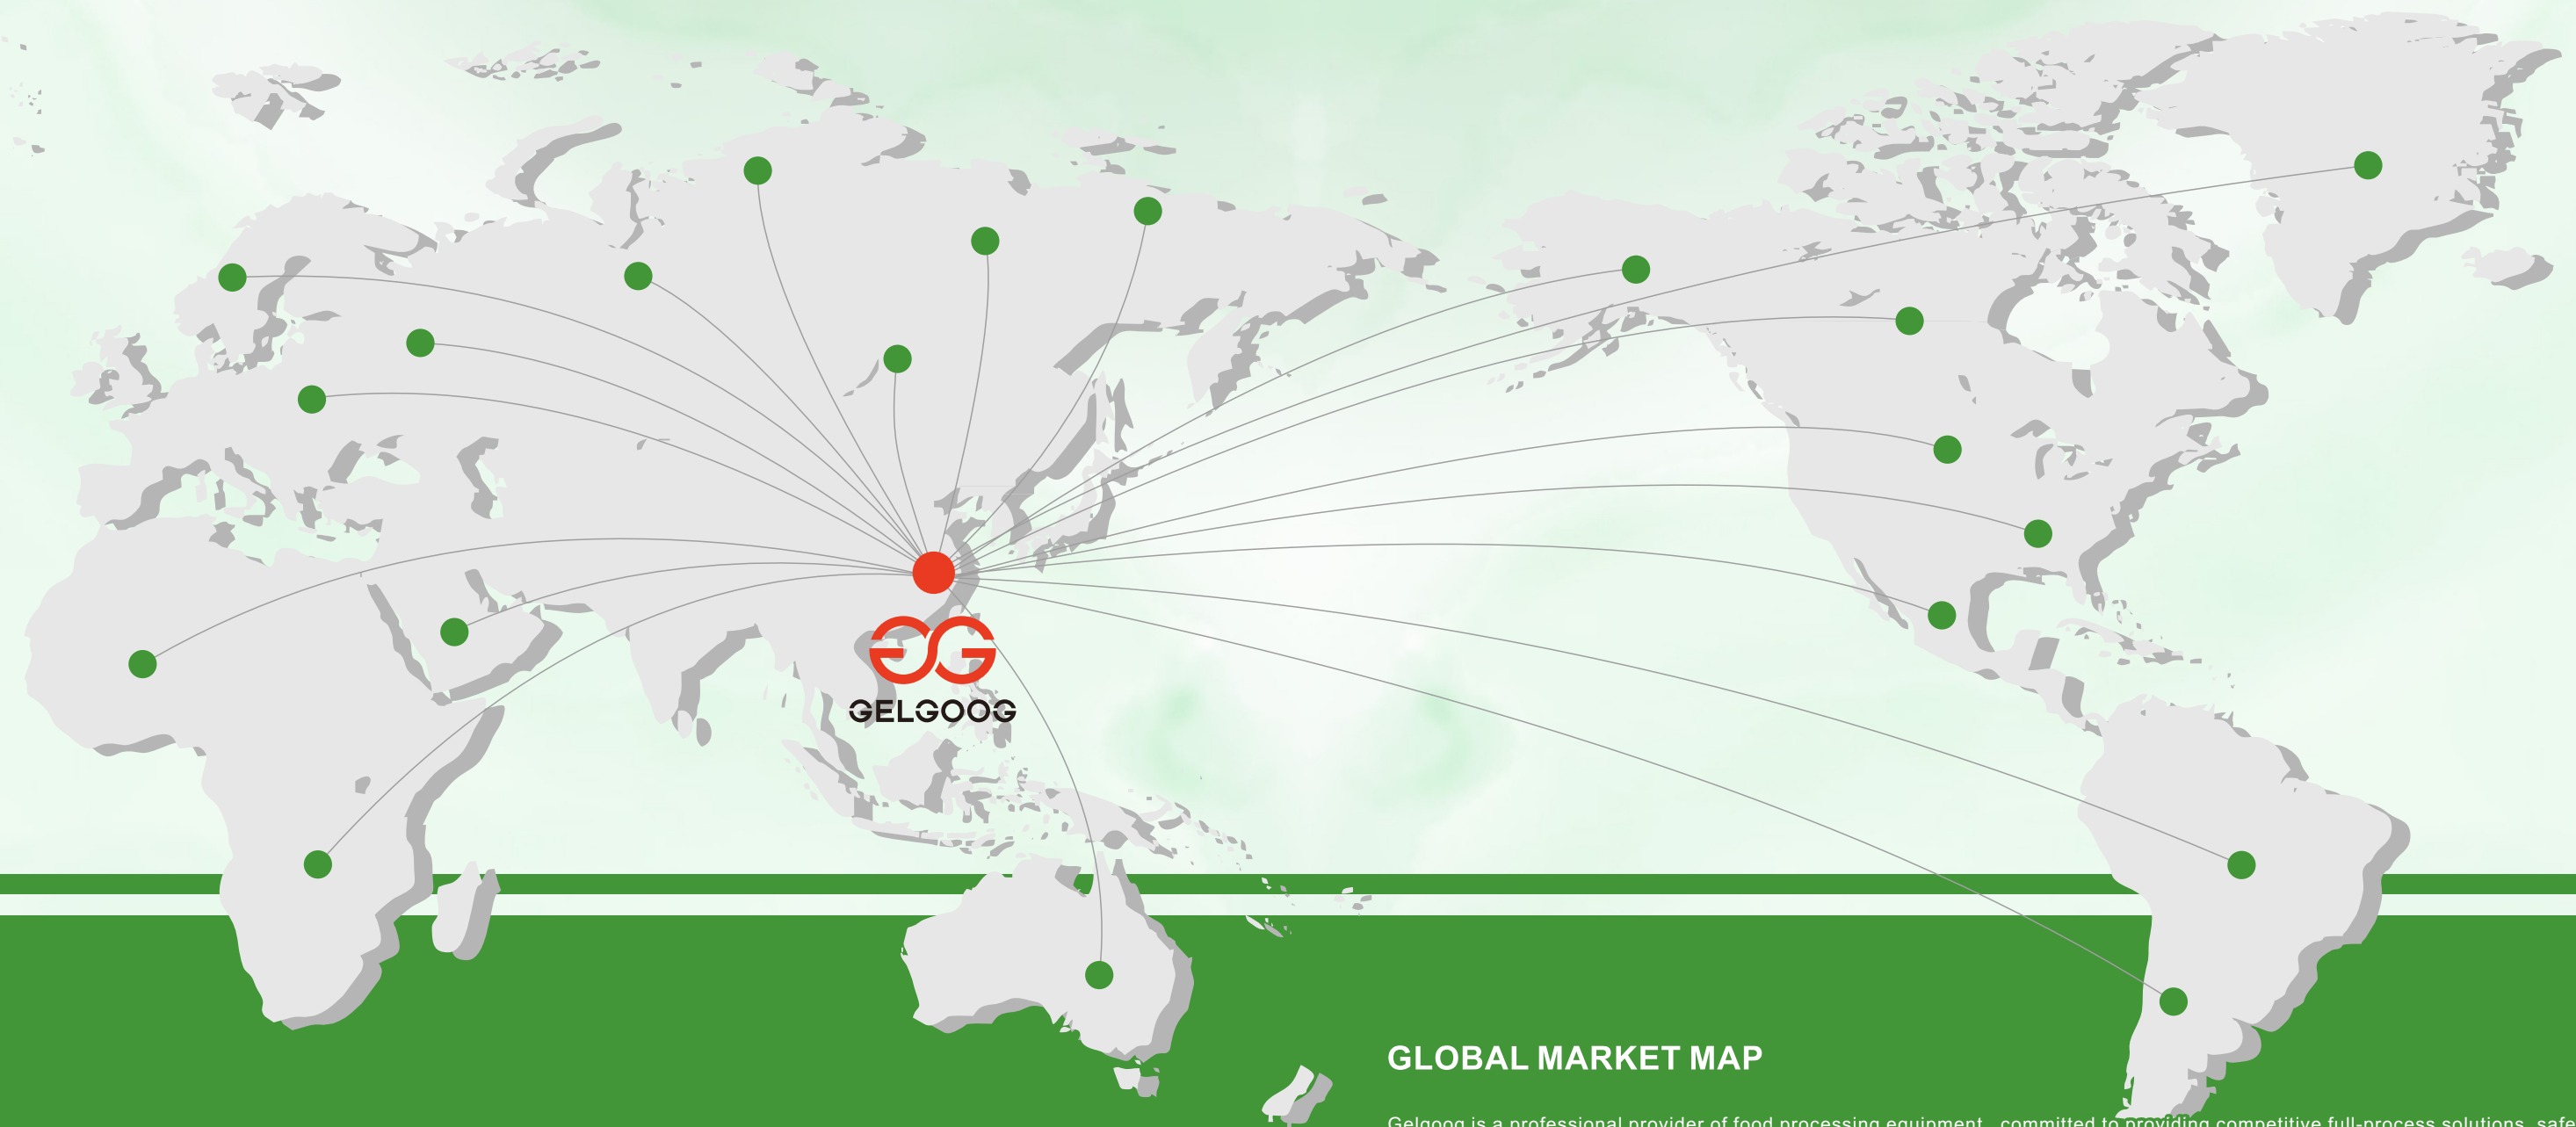 GELGOOG
GLOBAL MARKET MAP
Gelgoog is a professional provider of food processing equipment, committed to providing competitive full-process solutions, safe